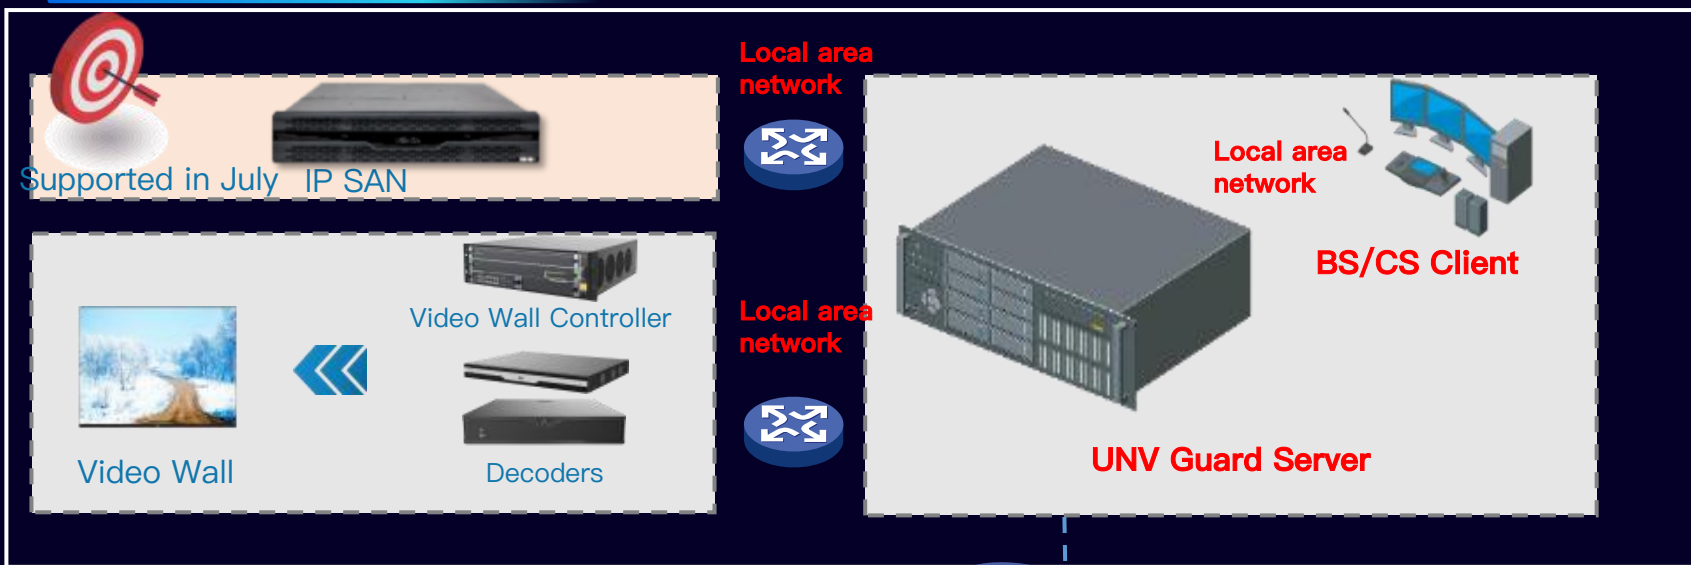 Local area
network
Supported in July
IP SAN
Local area
network
BS/CS Client
Video Wall Controller
Local area
network
Video Wall
Decoders
UNV Guard Server